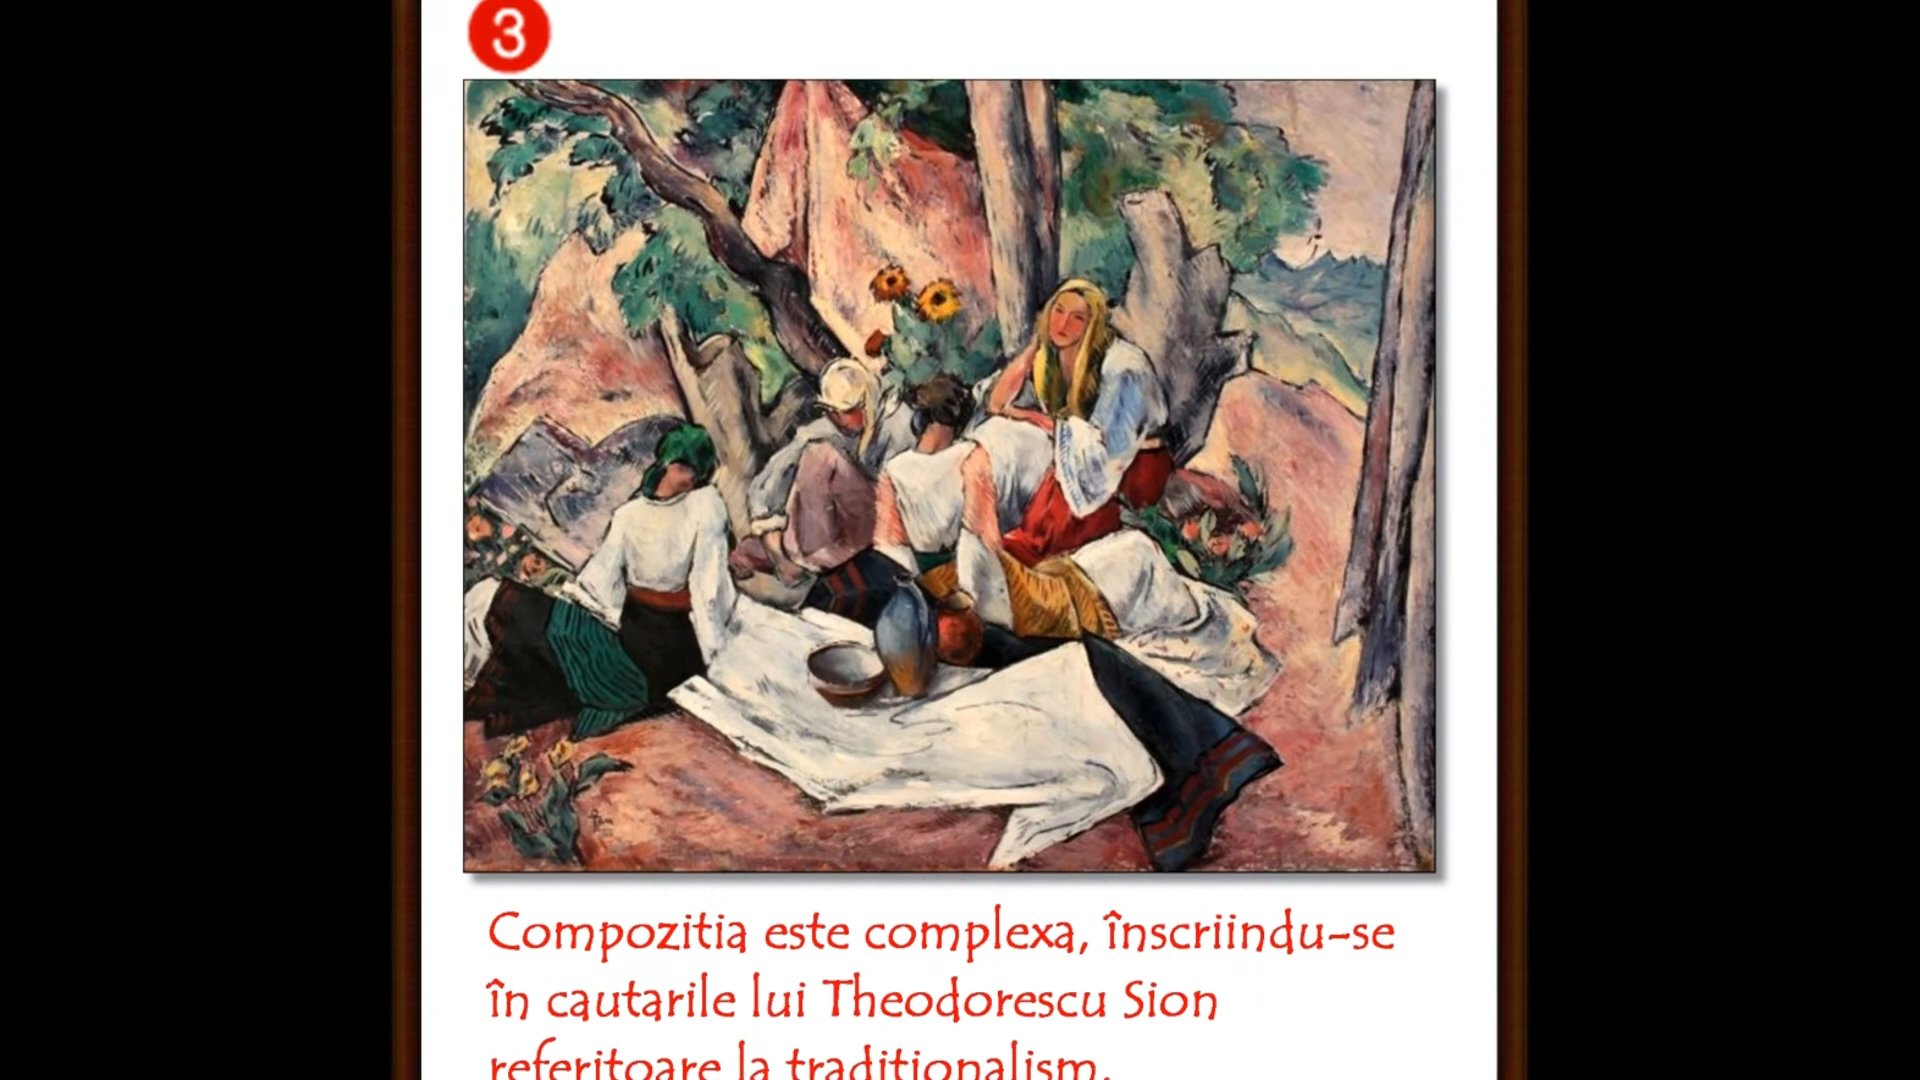 3
Compozitia este complexa, înscriindu-se
în cautarile lui Theodorescu Sion
referitoare la traditionalism.